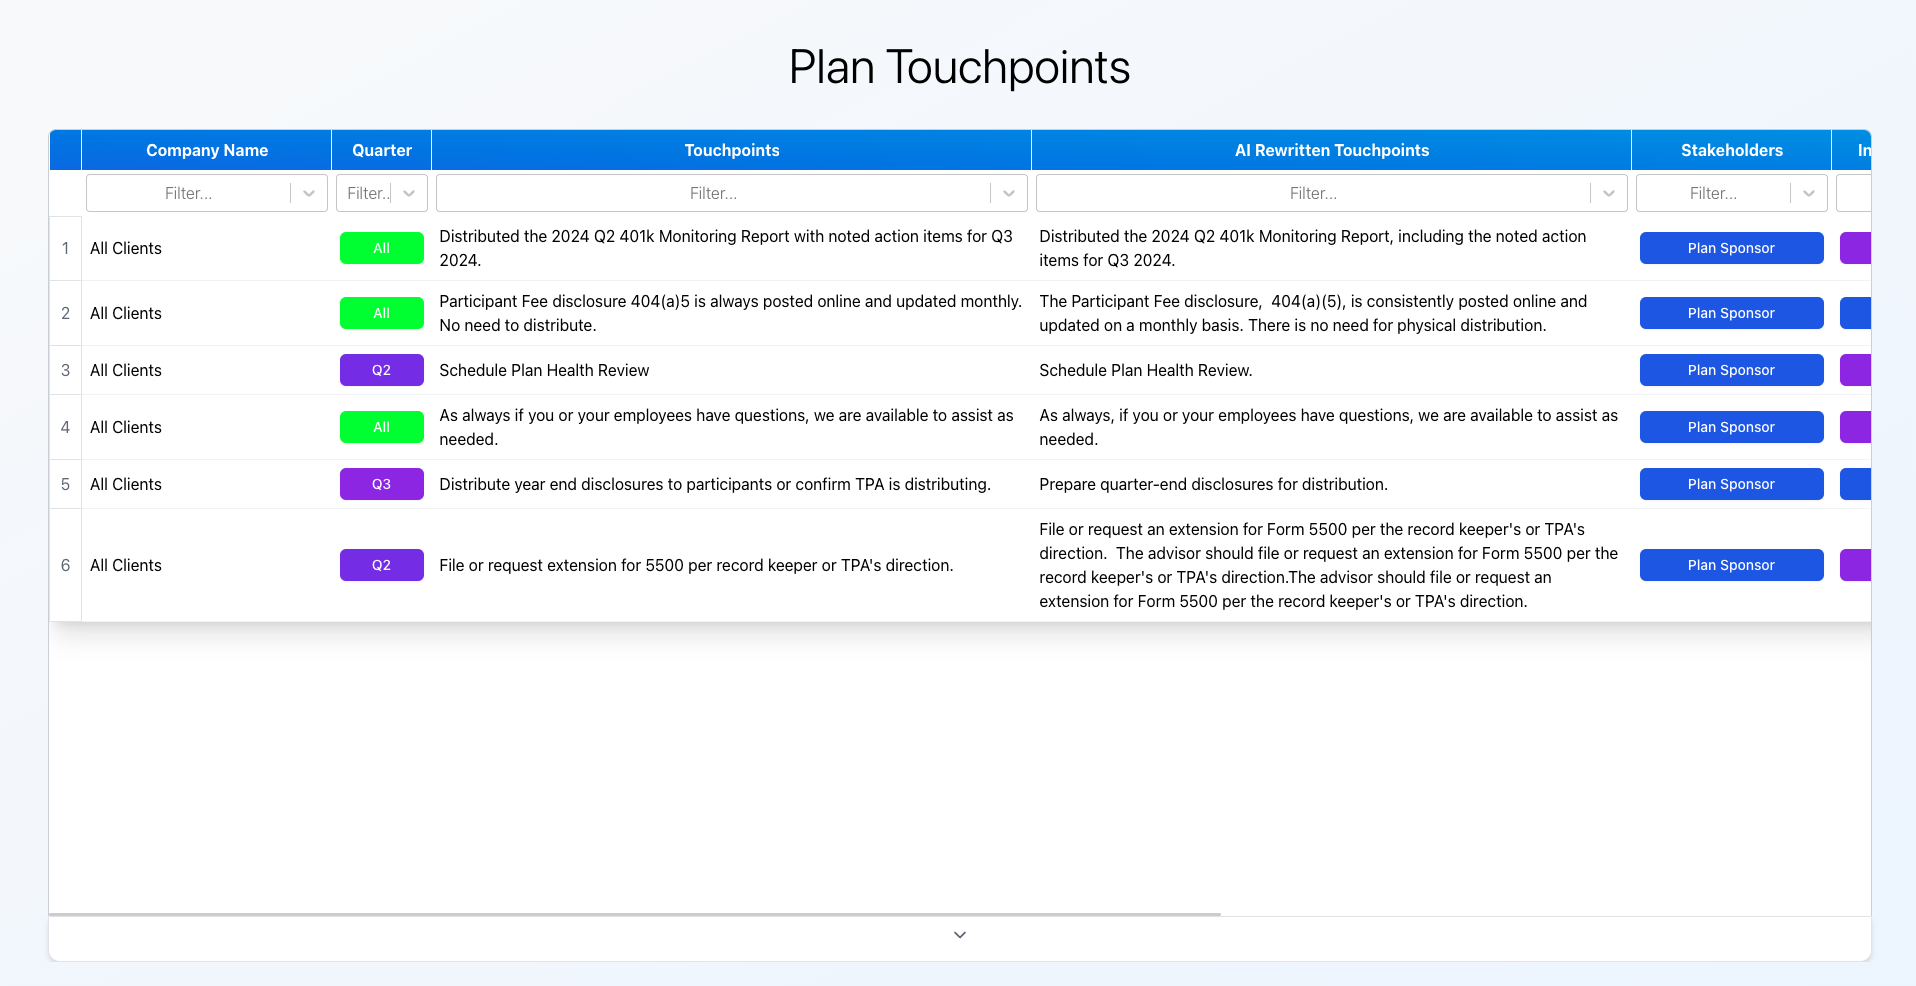 Plan Touchpoints
Company Name
Quarter
Touchpoints
AI Rewritten Touchpoints
Stakeholders
In
Filter...
Filter..
Filter...
Filter...
Filter...
1
All Clients
All
Distributed the 2024 Q2 401k Monitoring Report with noted action items for Q3
2024.
Distributed the 2024 Q2 401k Monitoring Report, including the noted action
items for Q3 2024.
Plan Sponsor
2
All Clients
All
Participant Fee disclosure 404(a)5 is always posted online and updated monthly.
No need to distribute.
The Participant Fee disclosure,  404(a)(5), is consistently posted online and
updated on a monthly basis. There is no need for physical distribution.
Plan Sponsor
3
All Clients
Q2
Schedule Plan Health Review
Schedule Plan Health Review.
Plan Sponsor
4
All Clients
All
As always if you or your employees have questions, we are available to assist as
needed.
As always, if you or your employees have questions, we are available to assist as
needed.
Plan Sponsor
5
All Clients
Q3
Distribute year end disclosures to participants or confirm TPA is distributing.
Prepare quarter-end disclosures for distribution.
Plan Sponsor
6
All Clients
Q2
File or request extension for 5500 per record keeper or TPA's direction.
File or request an extension for Form 5500 per the record keeper's or TPA's
direction.  The advisor should file or request an extension for Form 5500 per the
record keeper's or TPA's direction.The advisor should file or request an
extension for Form 5500 per the record keeper's or TPA's direction.
Plan Sponsor